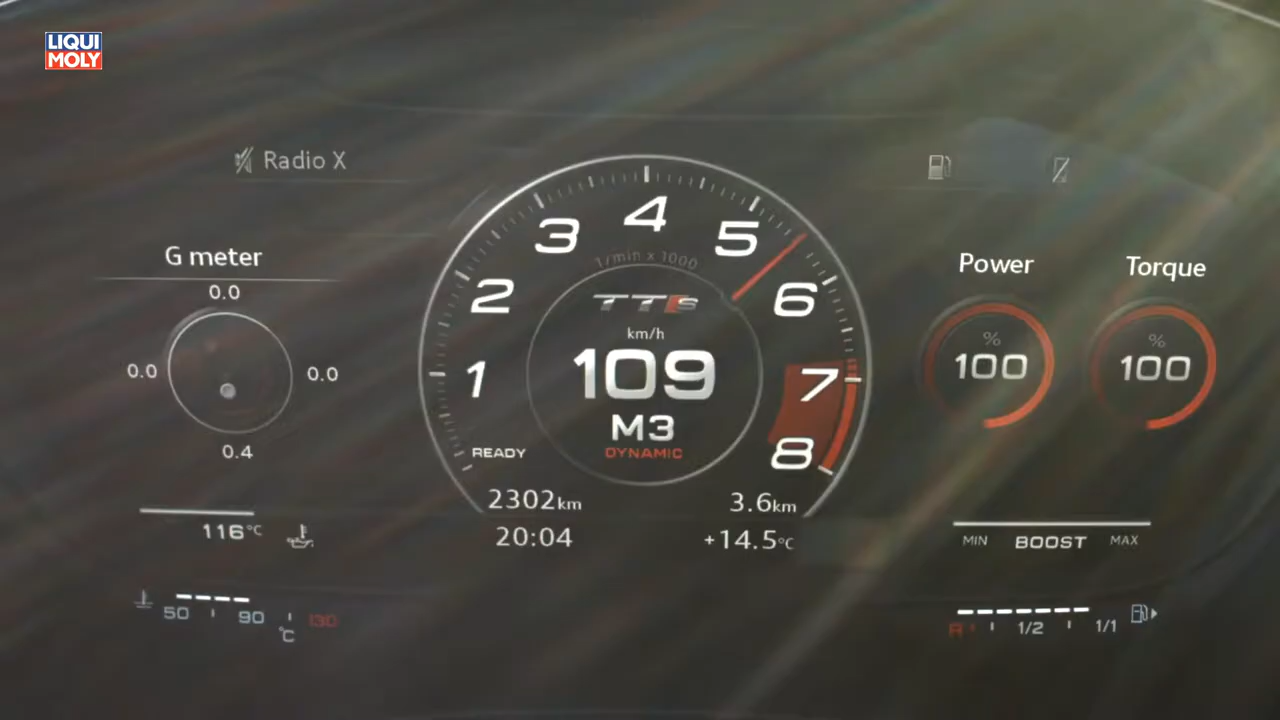 LIQUI
MOLY
Radio X
G meter
0.0
0.0
0.0
0.4
116°C
50
90
130
°C
1
2
3
4
5
6
7
8
1/min x 1000
TTS
km/h
109
M3
DYNAMIC
READY
2302km
3.6km
20:04
+14.5°C
Power
Torque
%
100
%
100
MIN
BOOST
MAX
R
1/2
1/1